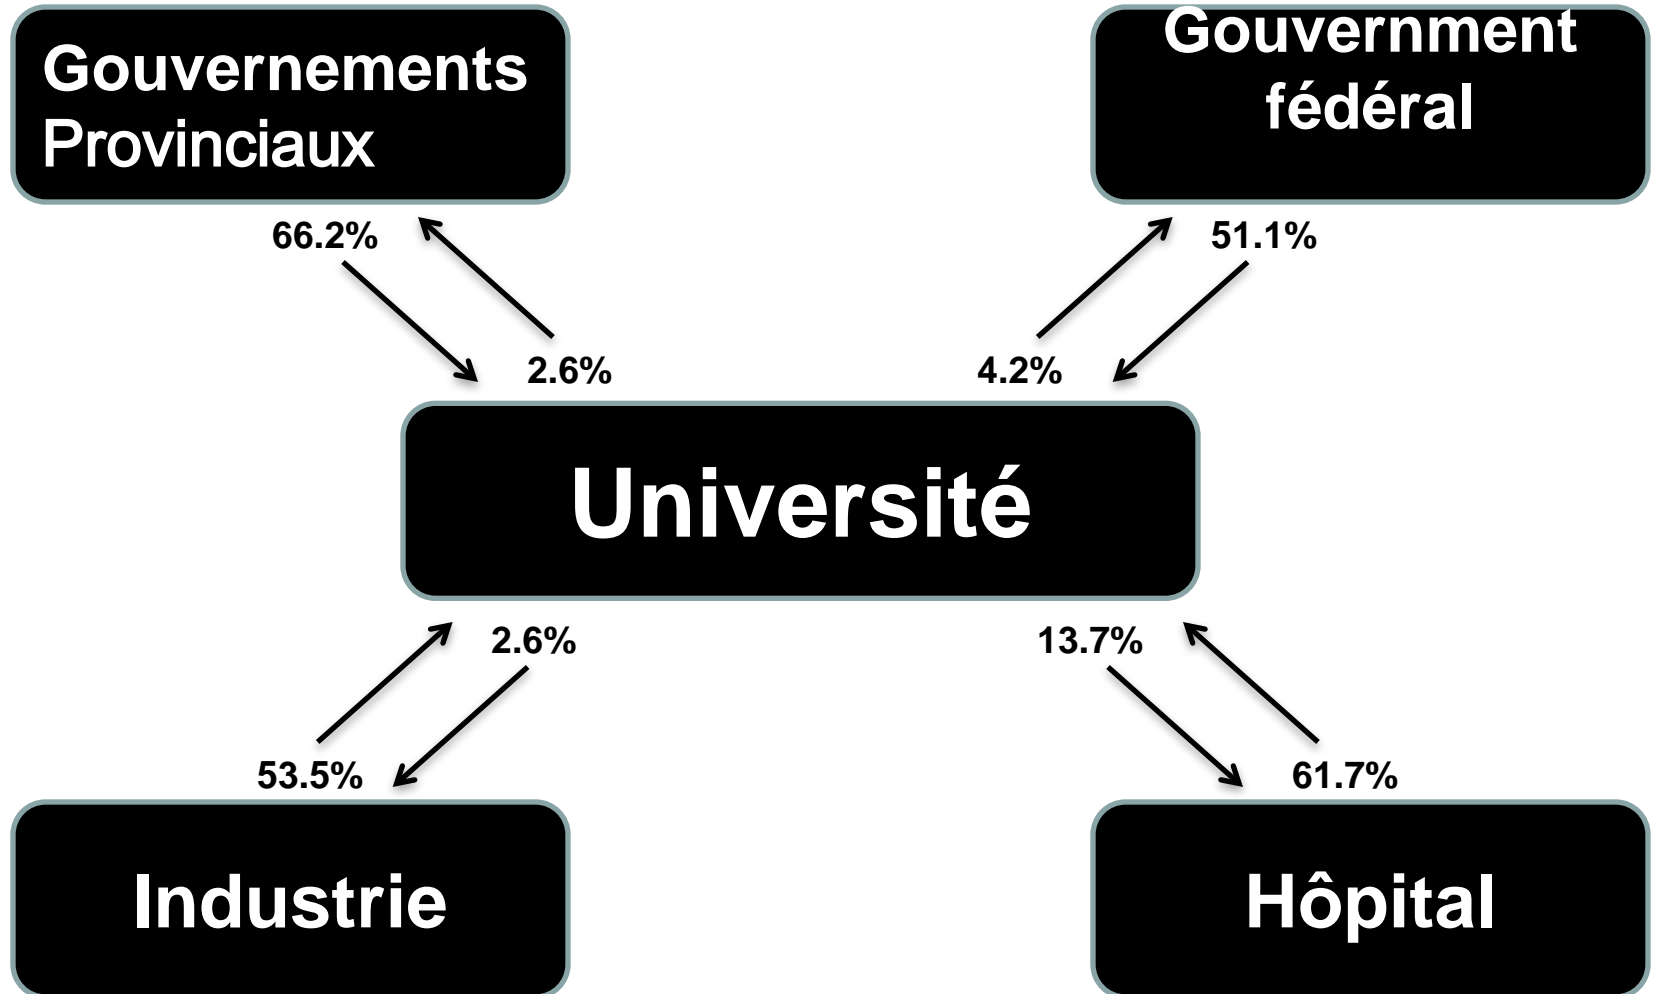 Gouvernements
Provinciaux
Gouvernment
fédéral
66.2%
51.1%
2.6%
4.2%
Université
2.6%
13.7%
53.5%
61.7%
Industrie
Hôpital